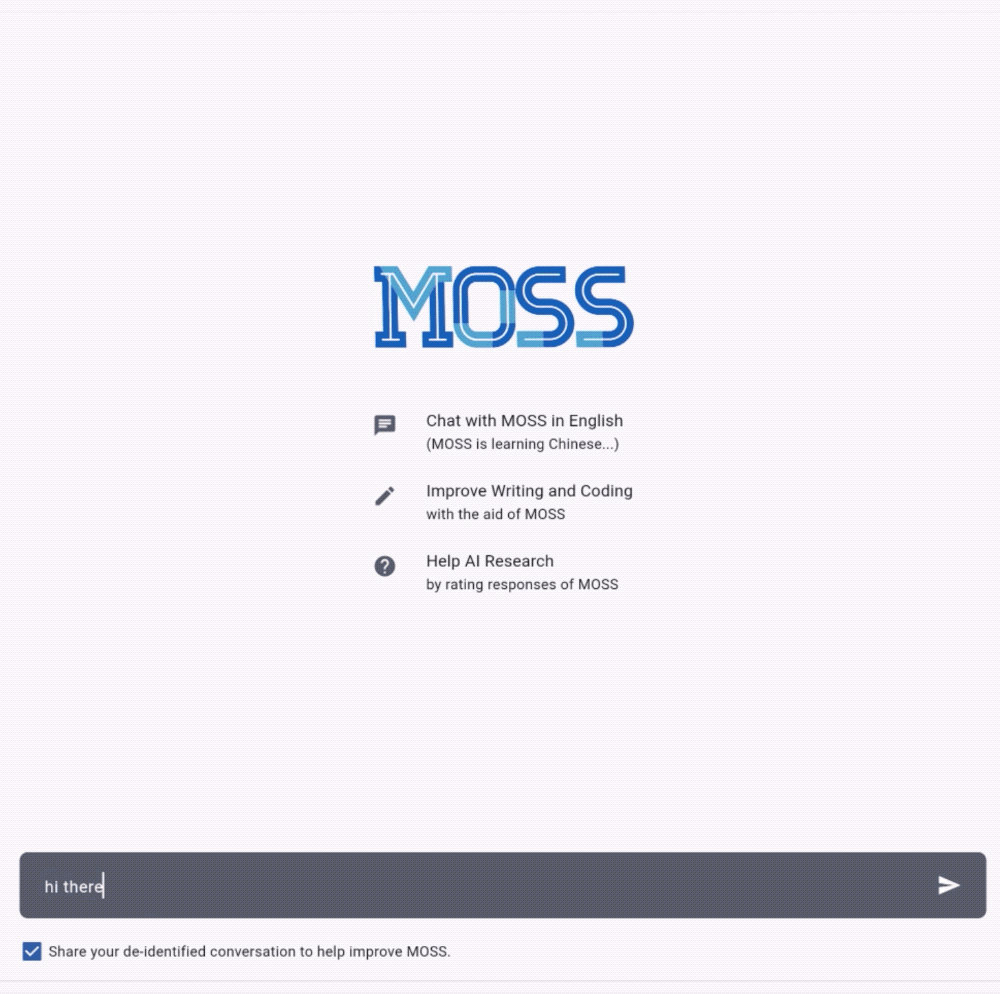 MOSS
Chat with MOSS in English
(MOSS is learning Chinese...)
Improve Writing and Coding
with the aid of MOSS
Help AI Research
by rating responses of MOSS
hi there
Share your de-identified conversation to help improve MOSS.